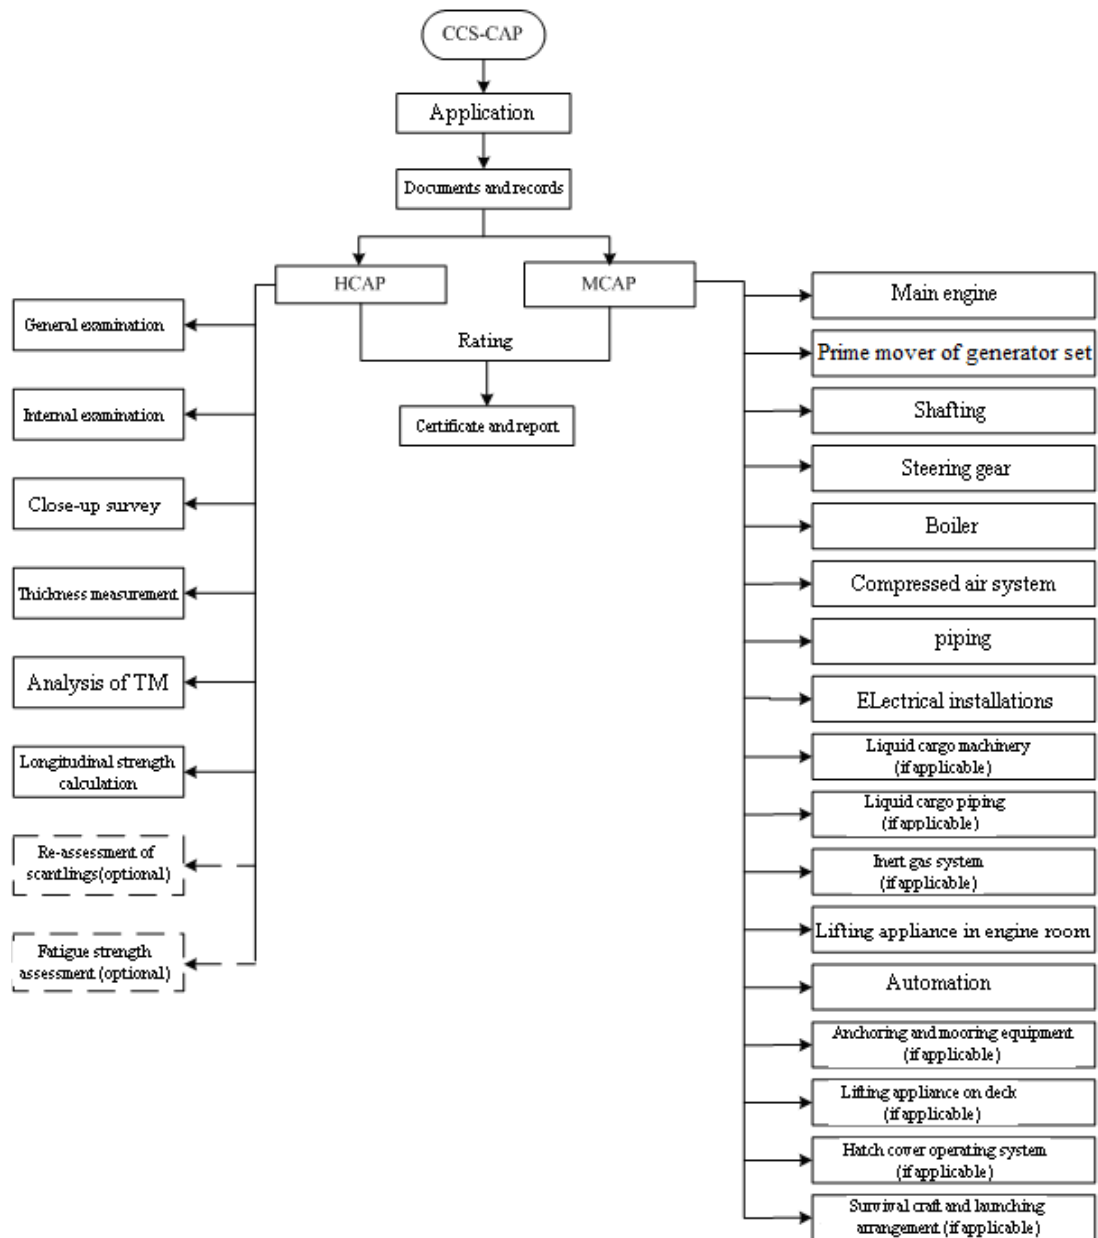 CCS-CAP
Application
Documents and records
HCAP
MCAP
Rating
Certificate and report
General examination
Internal examination
Close-up survey
Thickness measurement
Analysis of TM
Longitudinal strength
calculation
Re-assessment of
scantlings(optional)
Fatigue strength
assessment (optional)
Main engine
Prime mover of generator set
Shafting
Steering gear
Boiler
Compressed air system
piping
ELectrical installations
Liquid cargo machinery
(if applicable)
Liquid cargo piping
(if applicable)
Inert gas system
(if applicable)
Lifting appliance in engine room
Automation
Anchoring and mooring equipment
(if applicable)
Lifting appliance on deck
(if applicable)
Hatch cover operating system
(if applicable)
Survival craft and launching
arrangement (if applicable)